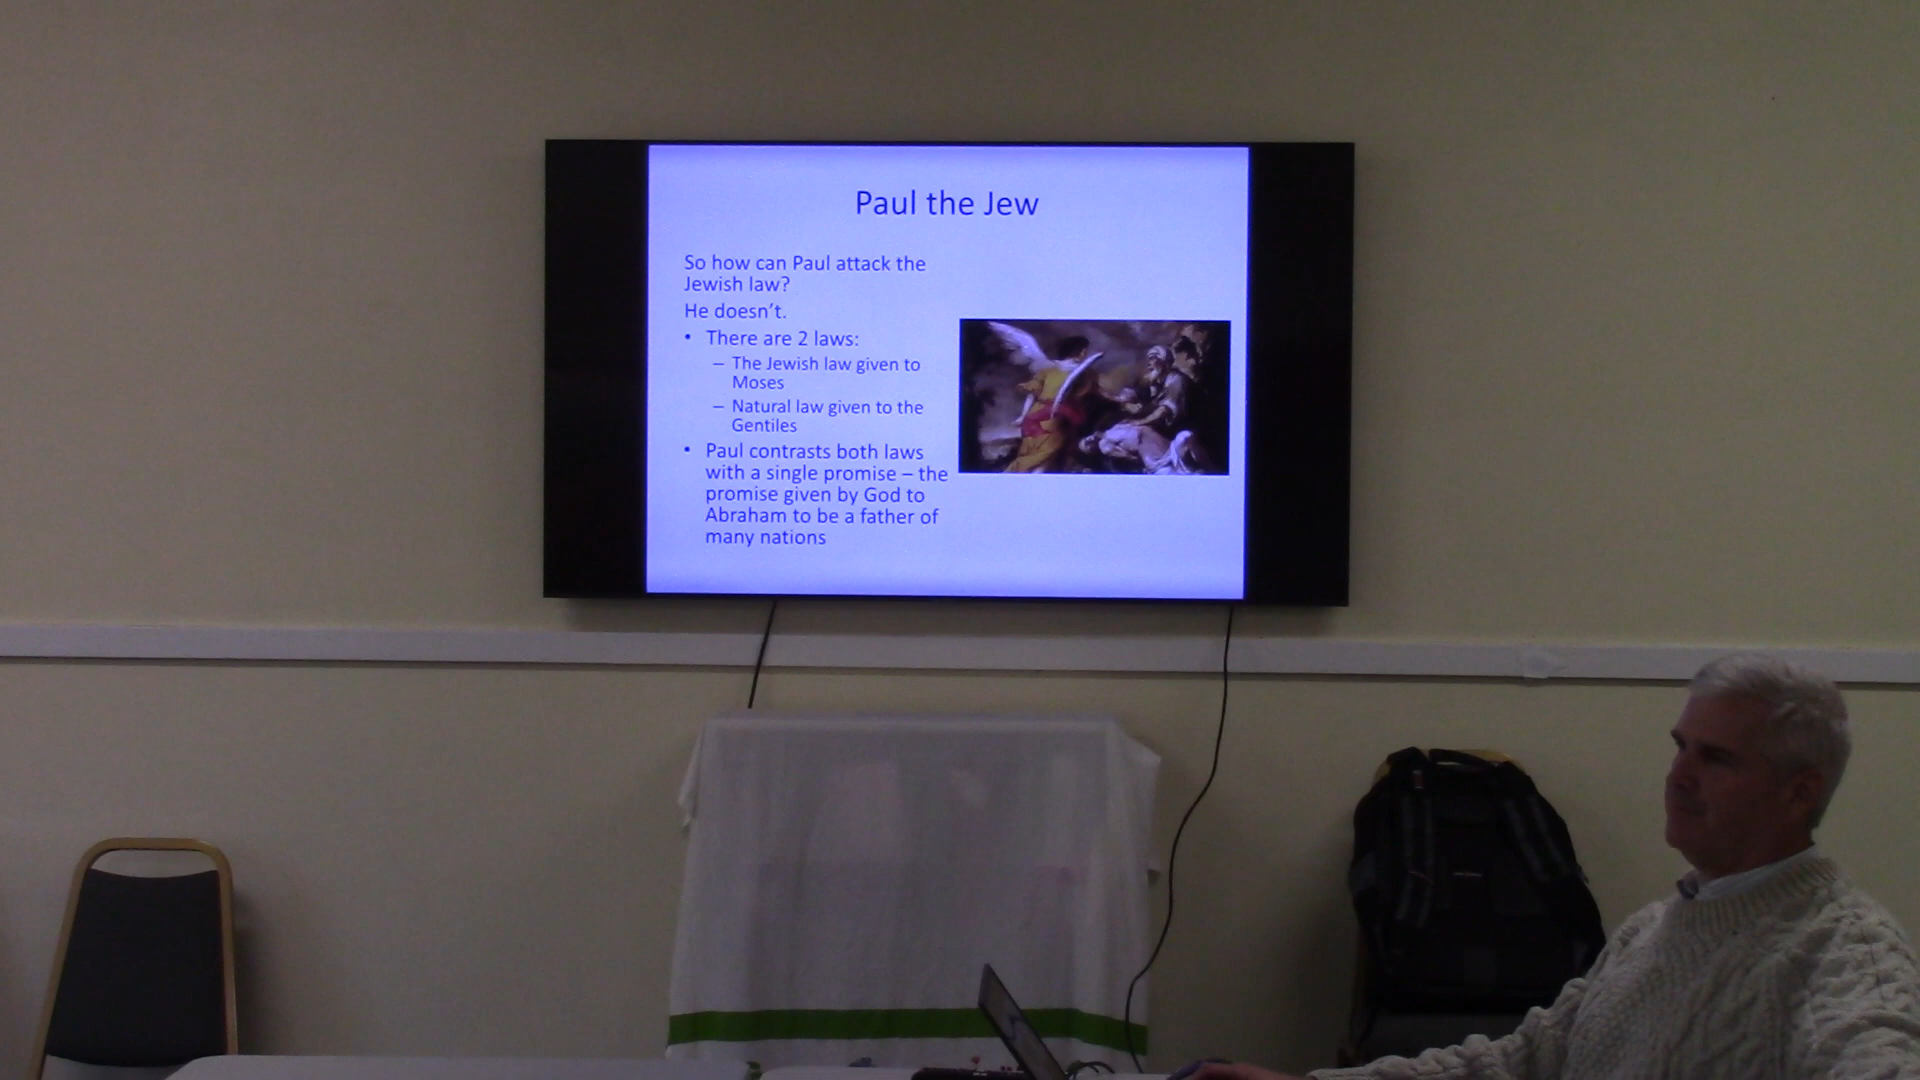 Paul the Jew
So how can Paul attack the
Jewish law?
He doesn't.
• There are 2 laws:
– The Jewish law given to
Moses
– Natural law given to the
Gentiles
• Paul contrasts both laws
with a single promise – the
promise given by God to
Abraham to be a father of
many nations